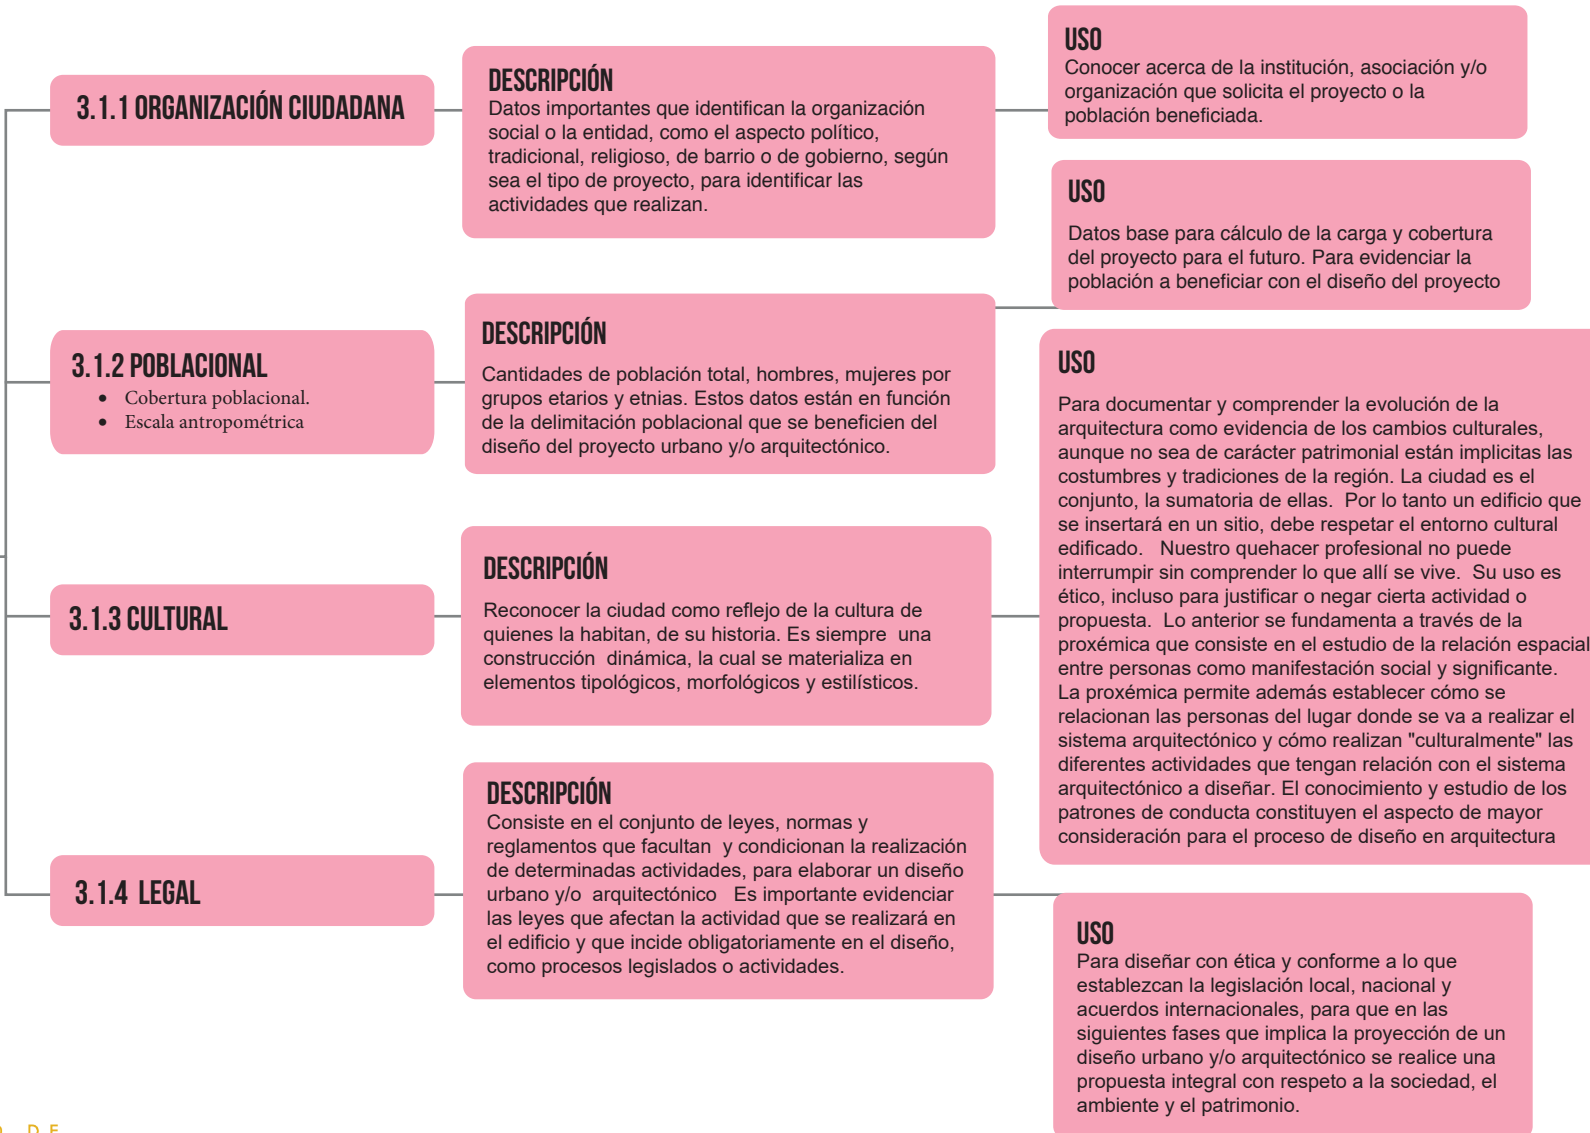 3.1.1 ORGANIZACIÓN CIUDADANA
DESCRIPCIÓN
Datos importantes que identifican la organización
social o la entidad, como el aspecto político,
tradicional, religioso, de barrio o de gobierno, según
sea el tipo de proyecto, para identificar las
actividades que realizan.
USO
Conocer acerca de la institución, asociación y/o
organización que solicita el proyecto o la
población beneficiada.
3.1.2 POBLACIONAL
• Cobertura poblacional.
• Escala antropométrica
DESCRIPCIÓN
Cantidades de población total, hombres, mujeres por
grupos etarios y etnias. Estos datos están en función
de la delimitación poblacional que se beneficien del
diseño del proyecto urbano y/o arquitectónico.
USO
Datos base para cálculo de la carga y cobertura
del proyecto para el futuro. Para evidenciar la
población a beneficiar con el diseño del proyecto
3.1.3 CULTURAL
DESCRIPCIÓN
Reconocer la ciudad como reflejo de la cultura de
quienes la habitan, de su historia. Es siempre una
construcción dinámica, la cual se materializa en
elementos tipológicos, morfológicos y estilísticos.
USO
Para documentar y comprender la evolución de la
arquitectura como evidencia de los cambios culturales,
aunque no sea de carácter patrimonial están implicitas las
costumbres y tradiciones de la región. La ciudad es el
conjunto, la sumatoria de ellas. Por lo tanto un edificio que
se insertará en un sitio, debe respetar el entorno cultural
edificado. Nuestro quehacer profesional no puede
interrumpir sin comprender lo que allí se vive. Su uso es
ético, incluso para justificar o negar cierta actividad o
propuesta. Lo anterior se fundamenta a través de la
proxémica que consiste en el estudio de la relación espacial
entre personas como manifestación social y significante.
La proxémica permite además establecer cómo se
relacionan las personas del lugar donde se va a realizar el
sistema arquitectónico y cómo realizan "culturalmente" las
diferentes actividades que tengan relación con el sistema
arquitectónico a diseñar. El conocimiento y estudio de los
patrones de conducta constituyen el aspecto de mayor
consideración para el proceso de diseño en arquitectura
3.1.4 LEGAL
DESCRIPCIÓN
Consiste en el conjunto de leyes, normas y
reglamentos que facultan y condicionan la realización
de determinadas actividades, para elaborar un diseño
urbano y/o arquitectónico Es importante evidenciar
las leyes que afectan la actividad que se realizará en
el edificio y que incide obligatoriamente en el diseño,
como procesos legislados o actividades.
USO
Para diseñar con ética y conforme a lo que
establezcan la legislación local, nacional y
acuerdos internacionales, para que en las
siguientes fases que implica la proyección de un
diseño urbano y/o arquitectónico se realice una
propuesta integral con respeto a la sociedad, el
ambiente y el patrimonio.